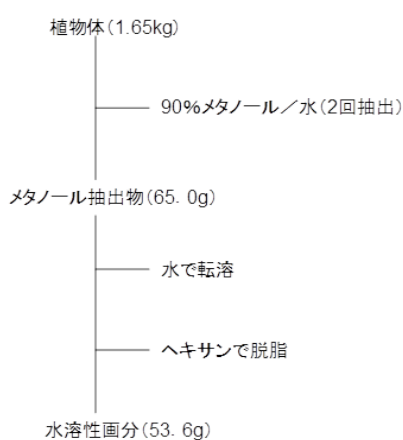 植物体(1.65kg)
90%メタノール/水(2回抽出)
メタノール抽出物(65. 0g)
水で転溶
ヘキサンで脱脂
水溶性画分(53. 6g)